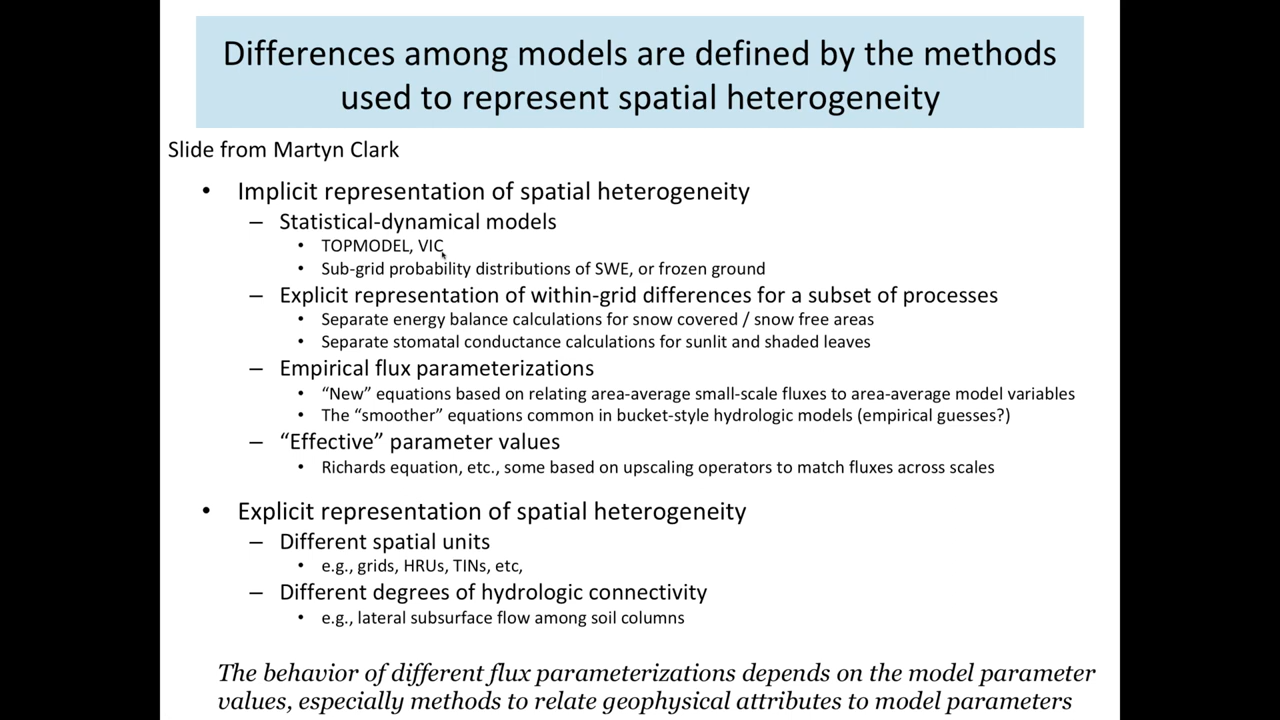 Differences among models are defined by the methods
used to represent spatial heterogeneity
Slide from Martyn Clark
• Implicit representation of spatial heterogeneity
– Statistical-dynamical models
• TOPMODEL, VIC
• Sub-grid probability distributions of SWE, or frozen ground
– Explicit representation of within-grid differences for a subset of processes
• Separate energy balance calculations for snow covered / snow free areas
• Separate stomatal conductance calculations for sunlit and shaded leaves
– Empirical flux parameterizations
• “New” equations based on relating area-average small-scale fluxes to area-average model variables
• The “smoother” equations common in bucket-style hydrologic models (empirical guesses?)
– “Effective” parameter values
• Richards equation, etc., some based on upscaling operators to match fluxes across scales
• Explicit representation of spatial heterogeneity
– Different spatial units
• e.g., grids, HRUs, TINs, etc,
– Different degrees of hydrologic connectivity
• e.g., lateral subsurface flow among soil columns
The behavior of different flux parameterizations depends on the model parameter
values, especially methods to relate geophysical attributes to model parameters